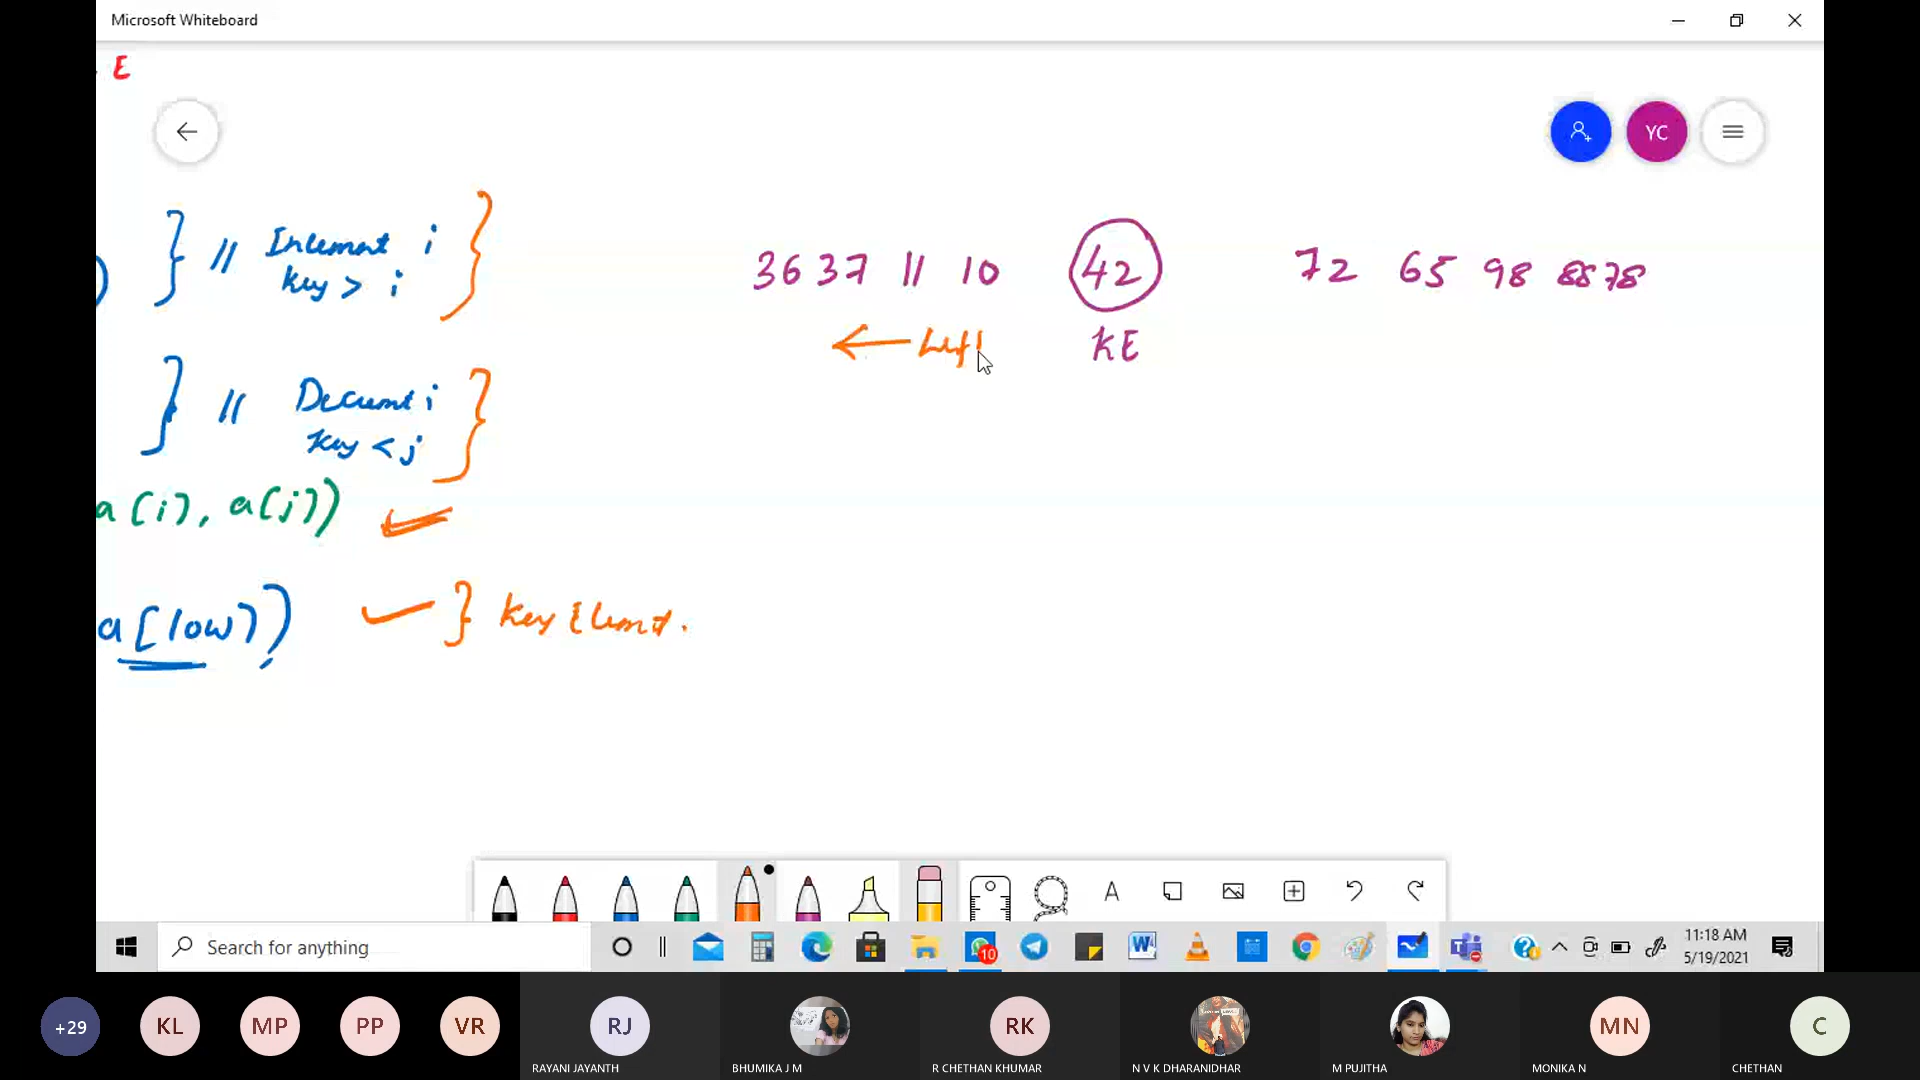 Microsoft Whiteboard
E
YC
} // Increment i }
key > i
36 37 11 10 42 72 65 98 88 78
← Left KE
} // Decrement i }
key < j
a(i), a(j))
a[low)) } key Element.
A
Search for anything
10
11:18 AM
5/19/2021
+29 KL MP PP VR RJ RK MN C
RAYANI JAYANTH BHUMIKA J M R CHETHAN KHUMAR N V K DHARANIDHAR M PUJITHA MONIKA N CHETHAN